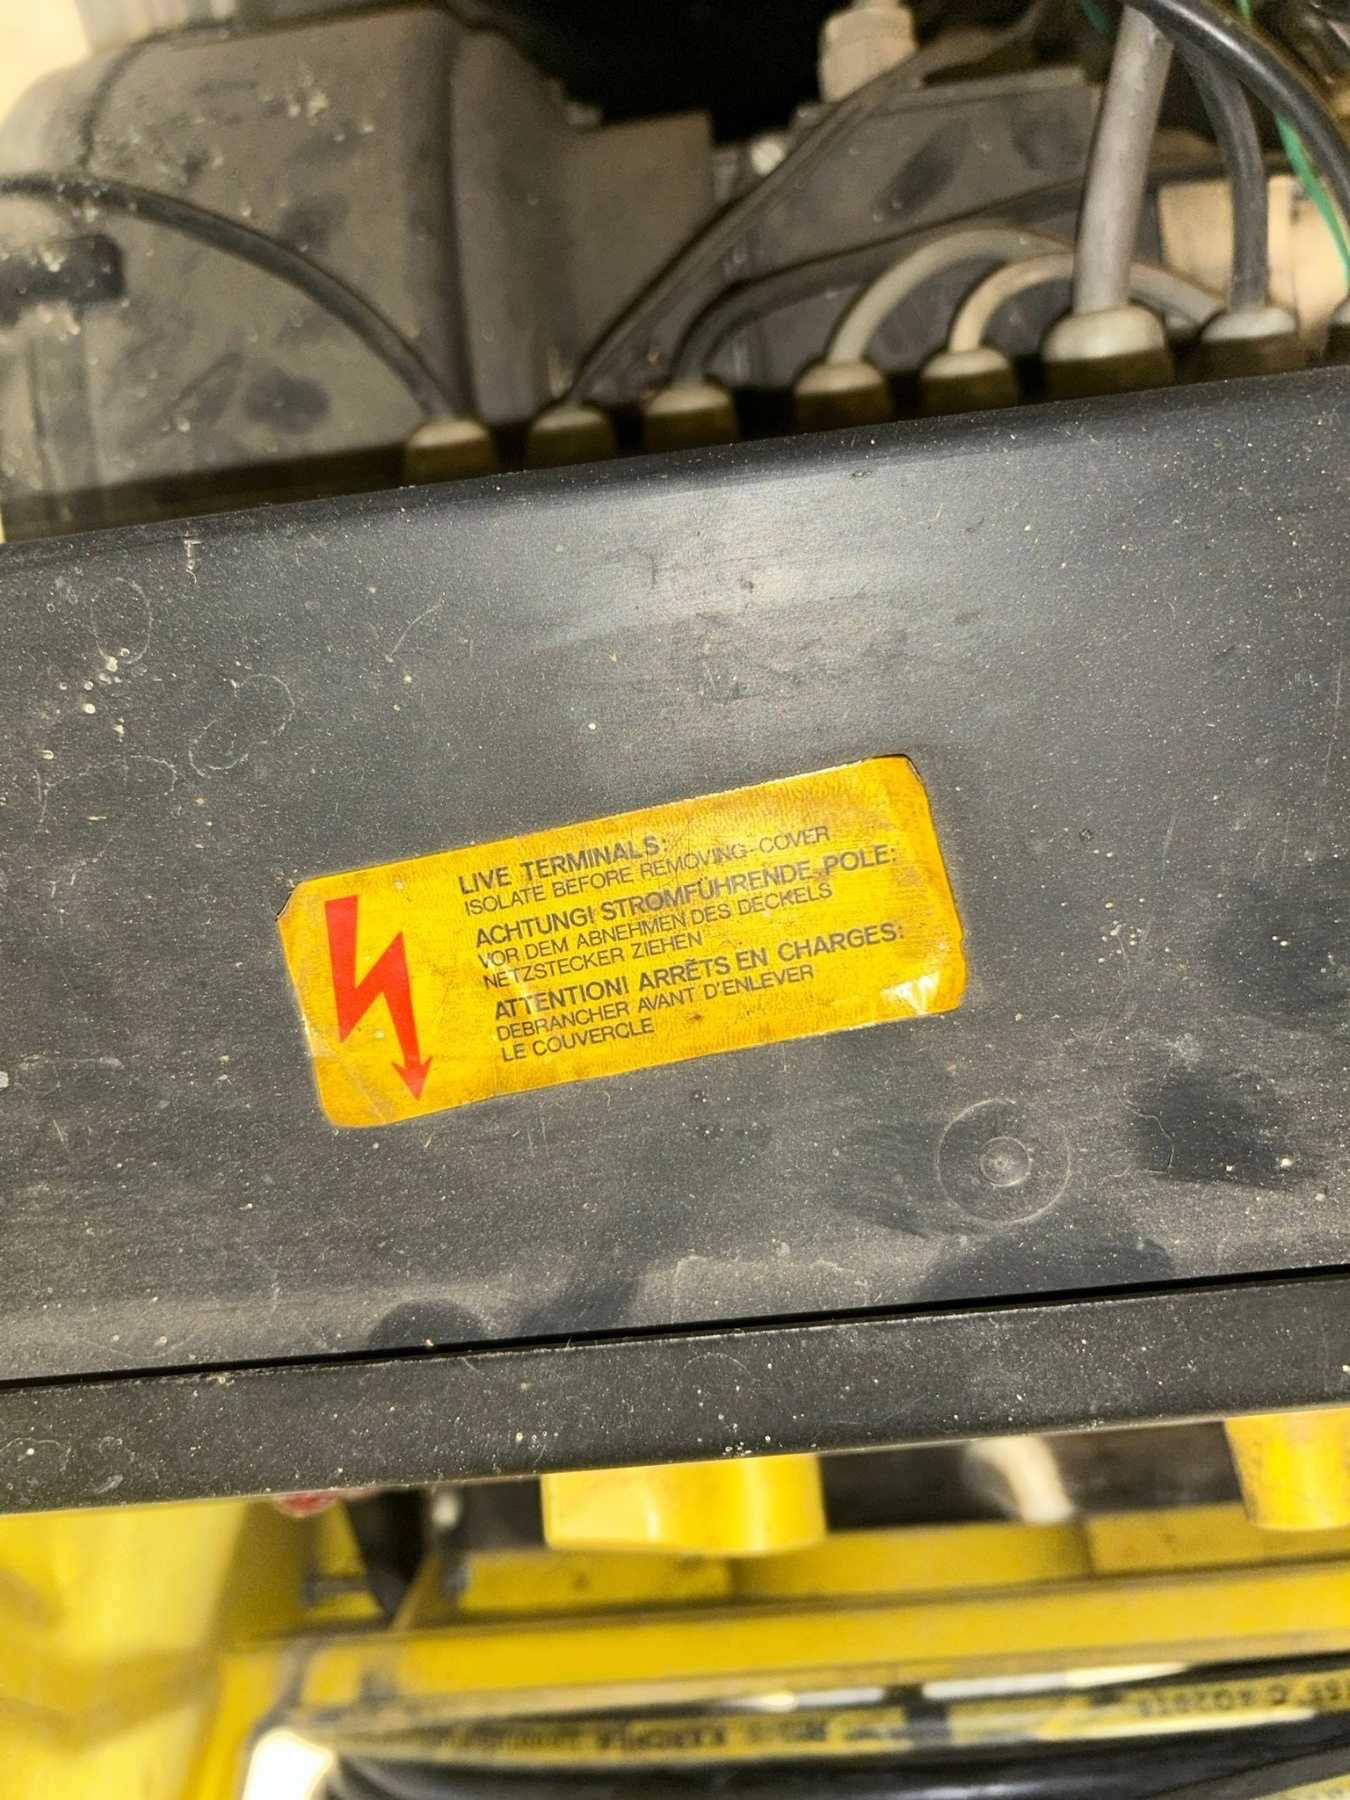 LIVE TERMINALS:
ISOLATE BEFORE REMOVING COVER
ACHTUNG! STROMFÜHRENDE POLE:
VOR DEM ABNEHMEN DES DECKELS
NETZSTECKER ZIEHEN
ATTENTION! ARRÊTS EN CHARGES:
DEBRANCHER AVANT D'ENLEVER
LE COUVERCLE